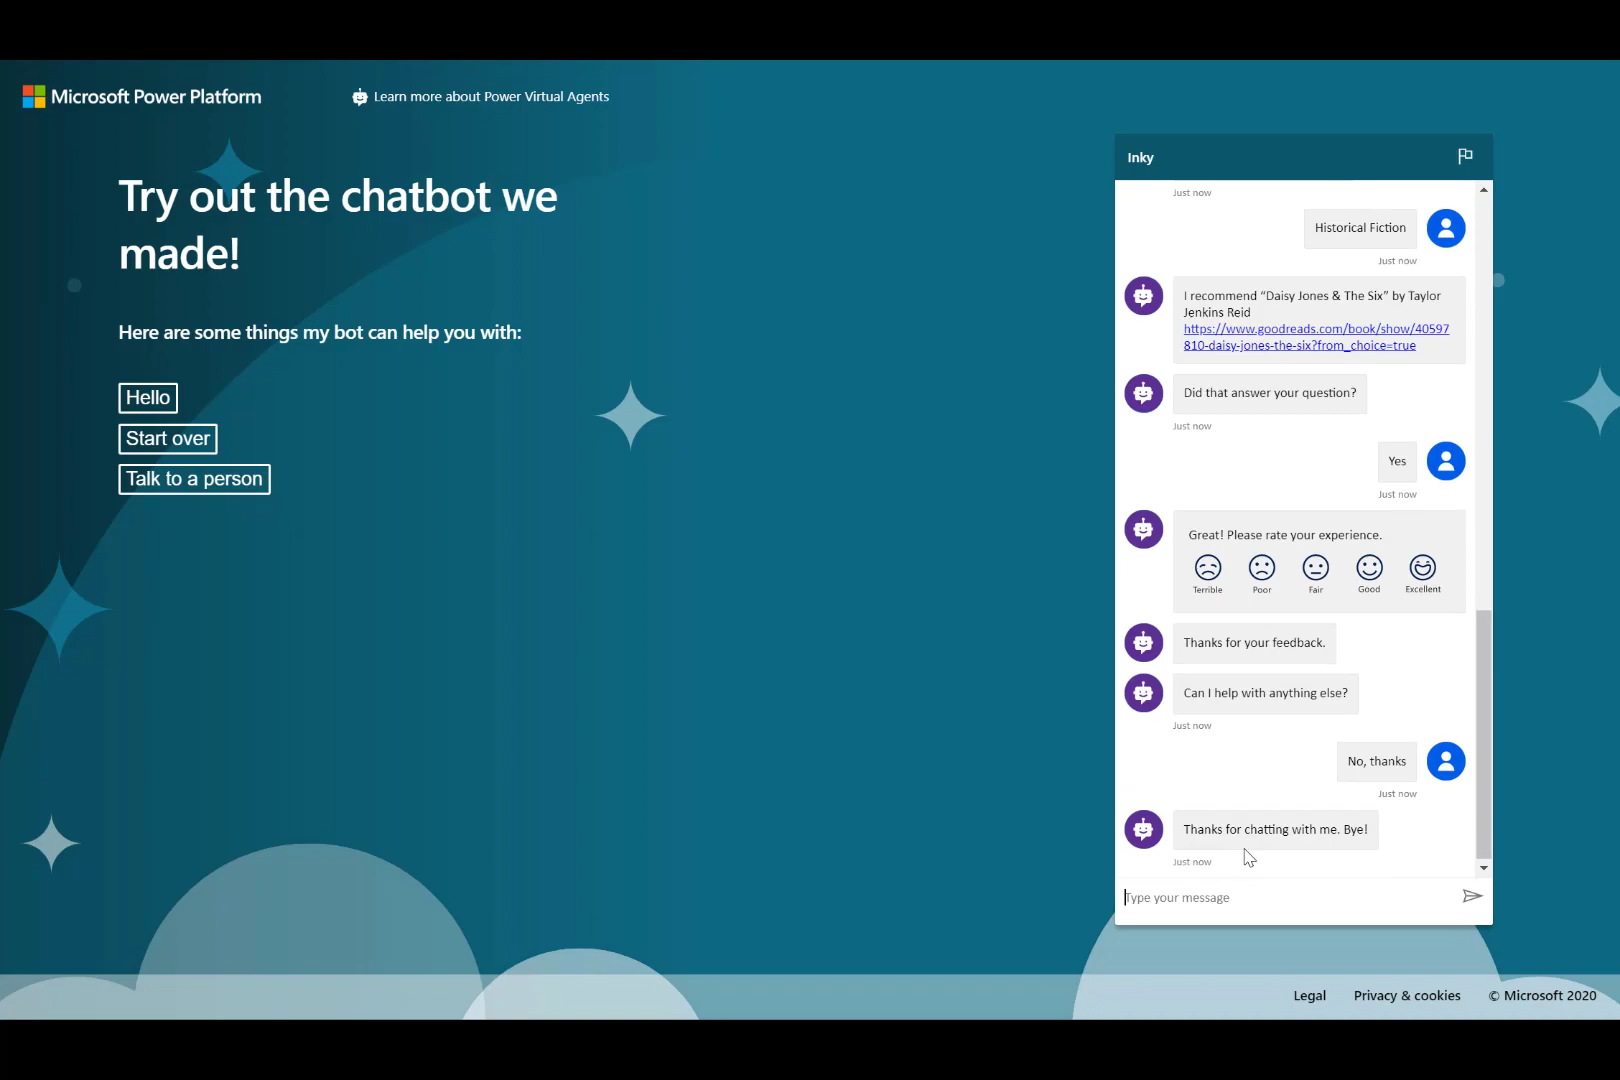 Microsoft Power Platform
Learn more about Power Virtual Agents
Try out the chatbot we
made!
Here are some things my bot can help you with:
Hello
Start over
Talk to a person
Inky
Just now
Historical Fiction
Just now
I recommend “Daisy Jones & The Six” by Taylor
Jenkins Reid
https://www.goodreads.com/book/show/40597
810-daisy-jones-the-six?from_choice=true
Did that answer your question?
Just now
Yes
Just now
Great! Please rate your experience.
Terrible Poor Fair Good Excellent
Thanks for your feedback.
Can I help with anything else?
Just now
No, thanks
Just now
Thanks for chatting with me. Bye!
Just now
Type your message
Legal Privacy & cookies © Microsoft 2020